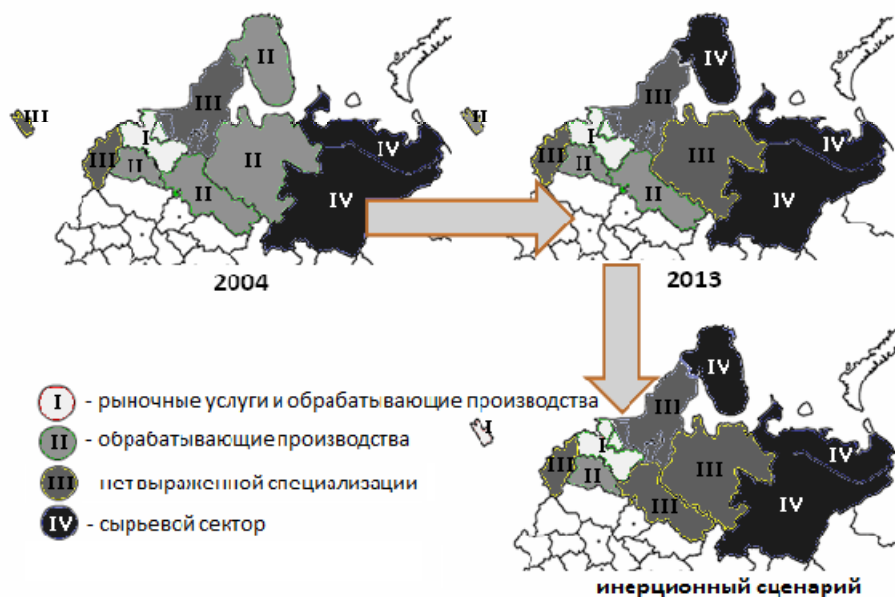 II
III
III
I
III
II
II
II
IV
IV
2004
IV
III
II
I
III
II
III
II
IV
IV
2013
I - рыночные услуги и обрабатывающие производства
II - обрабатывающие производства
III - нет выраженной специализации
IV - сырьевой сектор
IV
III
I
I
III
II
III
III
IV
IV
инерционный сценарий